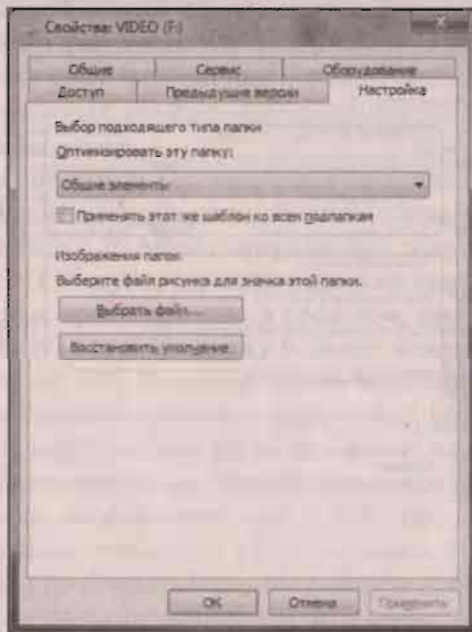 Свойства: VIDEO (F:)
Общие Сервис Оборудование
Доступ Предыдущие версии Настройка
Выбор подходящего типа папки
Оптимизировать эту папку:
Общие элементы
Применять этот же шаблон ко всем подпапкам
Изображения папок
Выберите файл рисунка для значка этой папки.
Выбрать файл...
Восстановить умолчание
OK Отмена Применить